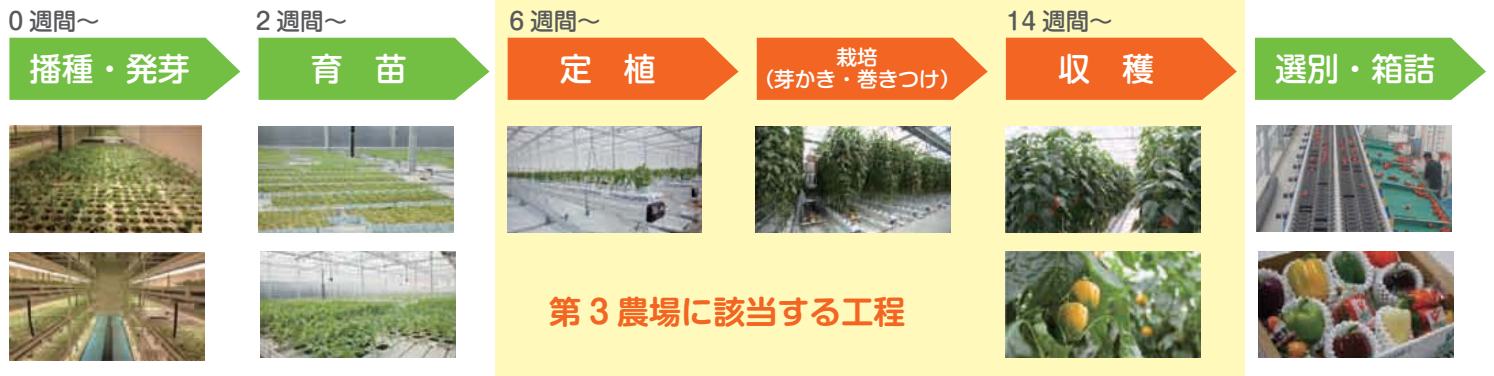 0 週間～
2 週間～
6 週間～
14 週間～
播種・発芽
育 苗
定 植
栽培
（芽かき・巻きつけ）
収 穫
選別・箱詰
第 3 農場に該当する工程